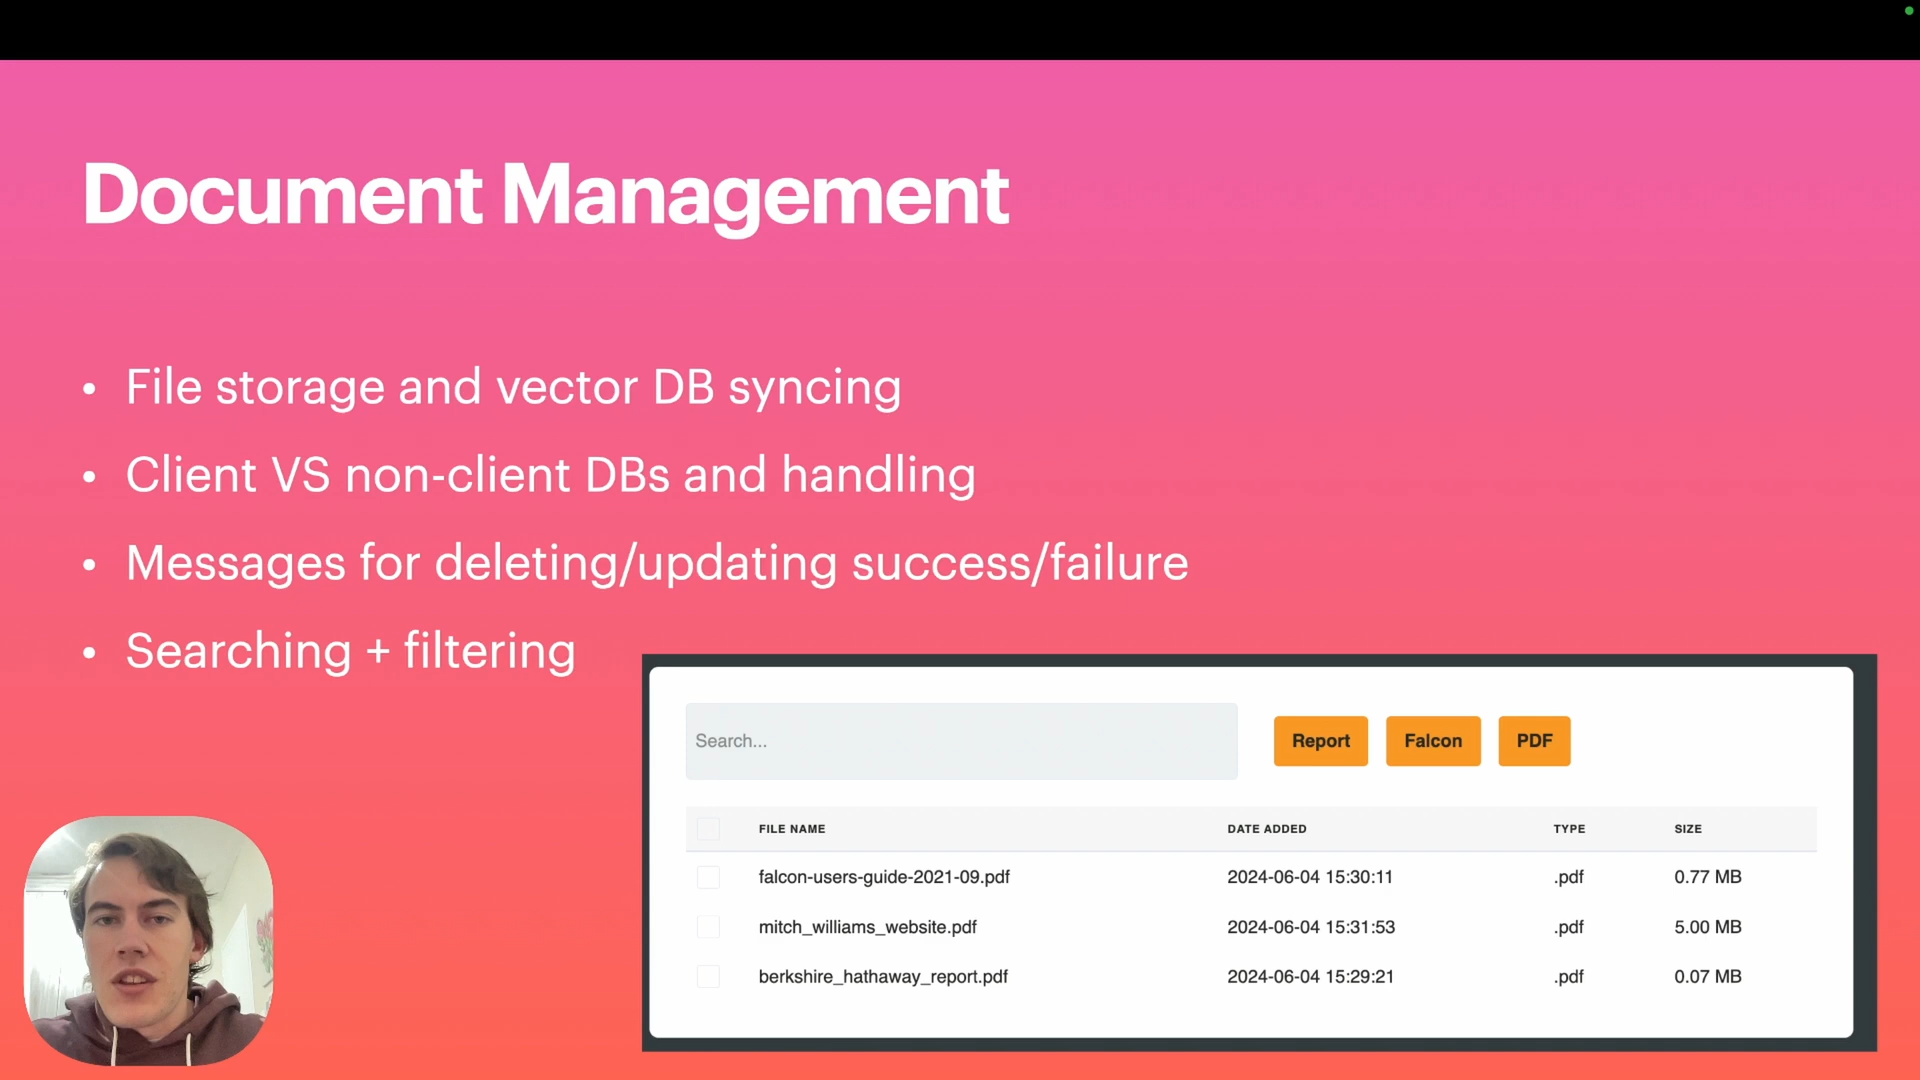 Document Management
• File storage and vector DB syncing
• Client VS non-client DBs and handling
• Messages for deleting/updating success/failure
• Searching + filtering
Search... Report Falcon PDF
FILE NAME DATE ADDED TYPE SIZE
falcon-users-guide-2021-09.pdf 2024-06-04 15:30:11 .pdf 0.77 MB
mitch_williams_website.pdf 2024-06-04 15:31:53 .pdf 5.00 MB
berkshire_hathaway_report.pdf 2024-06-04 15:29:21 .pdf 0.07 MB